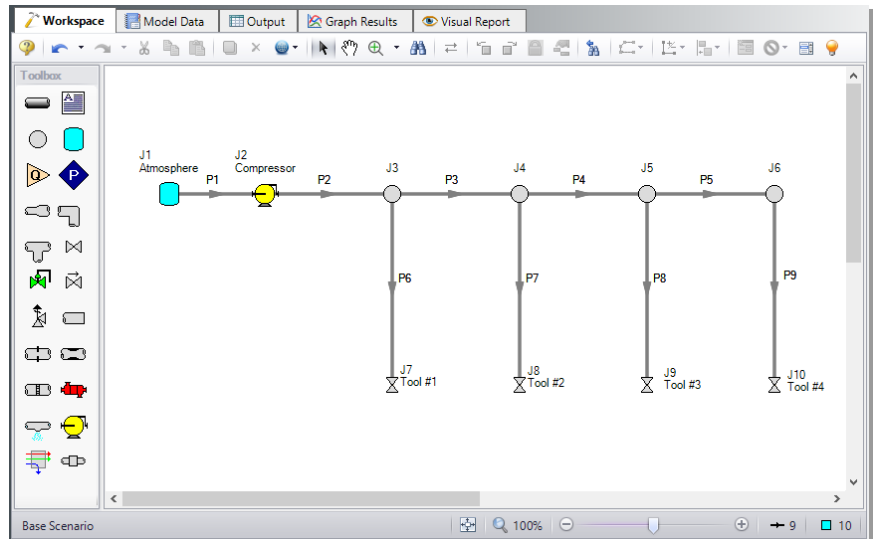 Workspace
Model Data
Output
Graph Results
Visual Report
Toolbox
A
Q
P
J1
Atmosphere
P1
J2
Compressor
P2
J3
P3
J4
P4
J5
P5
J6
P6
P7
P8
P9
J7
Tool #1
J8
Tool #2
J9
Tool #3
J10
Tool #4
Base Scenario
100%
9
10